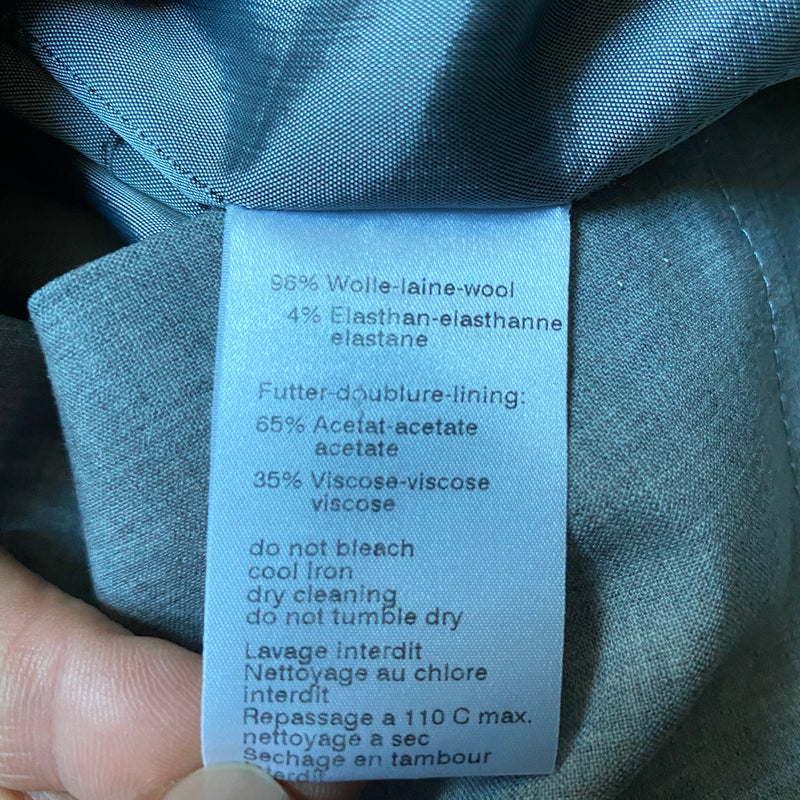 96% Wolle-laine-wool
4% Elasthan-elasthanne
elastane
Futter-doublure-lining:
65% Acetat-acetate
acetate
35% Viscose-viscose
viscose
do not bleach
cool iron
dry cleaning
do not tumble dry
Lavage interdit
Nettoyage au chlore
interdit
Repassage a 110 C max.
nettoyage a sec
Sechage en tambour
interdit